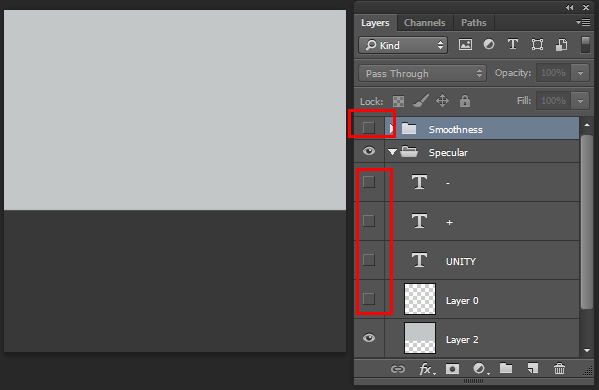 Layers Channels Paths
Kind T
Pass Through Opacity: 100%
Lock: Fill: 100%
Smoothness
Specular
T -
T +
T UNITY
Layer 0
Layer 2
fx